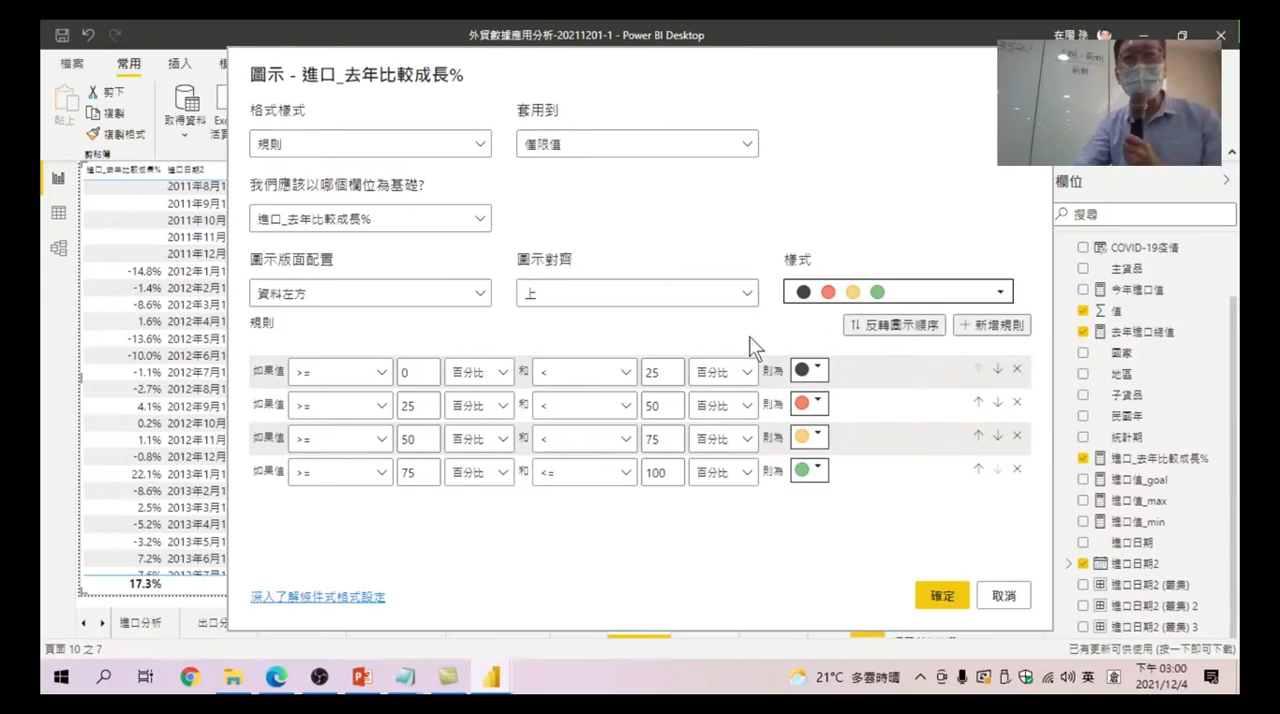 外貿數據應用分析-20211201-1 - Power BI Desktop
檔案 常用 插入
貼上 剪下 複製 複製格式 剪貼簿
取得資料
圖示 - 進口_去年比較成長%
格式樣式 套用到
規則 僅限值
我們應該以哪個欄位為基礎?
進口_去年比較成長%
圖示版面配置 圖示對齊 樣式
資料左方 上
規則 反轉圖示順序 + 新增規則
如果值 >= 0 百分比 和 < 25 百分比 則為
如果值 >= 25 百分比 和 < 50 百分比 則為
如果值 >= 50 百分比 和 < 75 百分比 則為
如果值 >= 75 百分比 和 <= 100 百分比 則為
深入了解條件式格式設定
確定 取消
進口_去年比較成長% 進口日期2
2011年8月1
2011年9月1
2011年10月
2011年11月
2011年12月
-14.8% 2012年1月1
-1.4% 2012年2月1
-8.6% 2012年3月1
1.6% 2012年4月1
-13.6% 2012年5月1
-10.0% 2012年6月1
-1.1% 2012年7月1
-2.7% 2012年8月1
4.1% 2012年9月1
0.2% 2012年10月
1.1% 2012年11月
-0.8% 2012年12月
22.1% 2013年1月1
-8.6% 2013年2月1
2.5% 2013年3月1
-5.2% 2013年4月1
-3.2% 2013年5月1
7.2% 2013年6月1
17.3%
欄位
搜尋
COVID-19疫情
主貨品
今年進口值
值
去年進口總值
國家
地區
子貨品
民國年
統計期
進口_去年比較成長%
進口值_goal
進口值_max
進口值_min
進口日期
進口日期2
進口日期2 (叢集)
進口日期2 (叢集) 2
進口日期2 (叢集) 3
進口分析 出口分
頁面 10 之 7 已有更新可供使用 (按一下即可下載)
21°C 多雲時晴 英
下午 03:00
2021/12/4